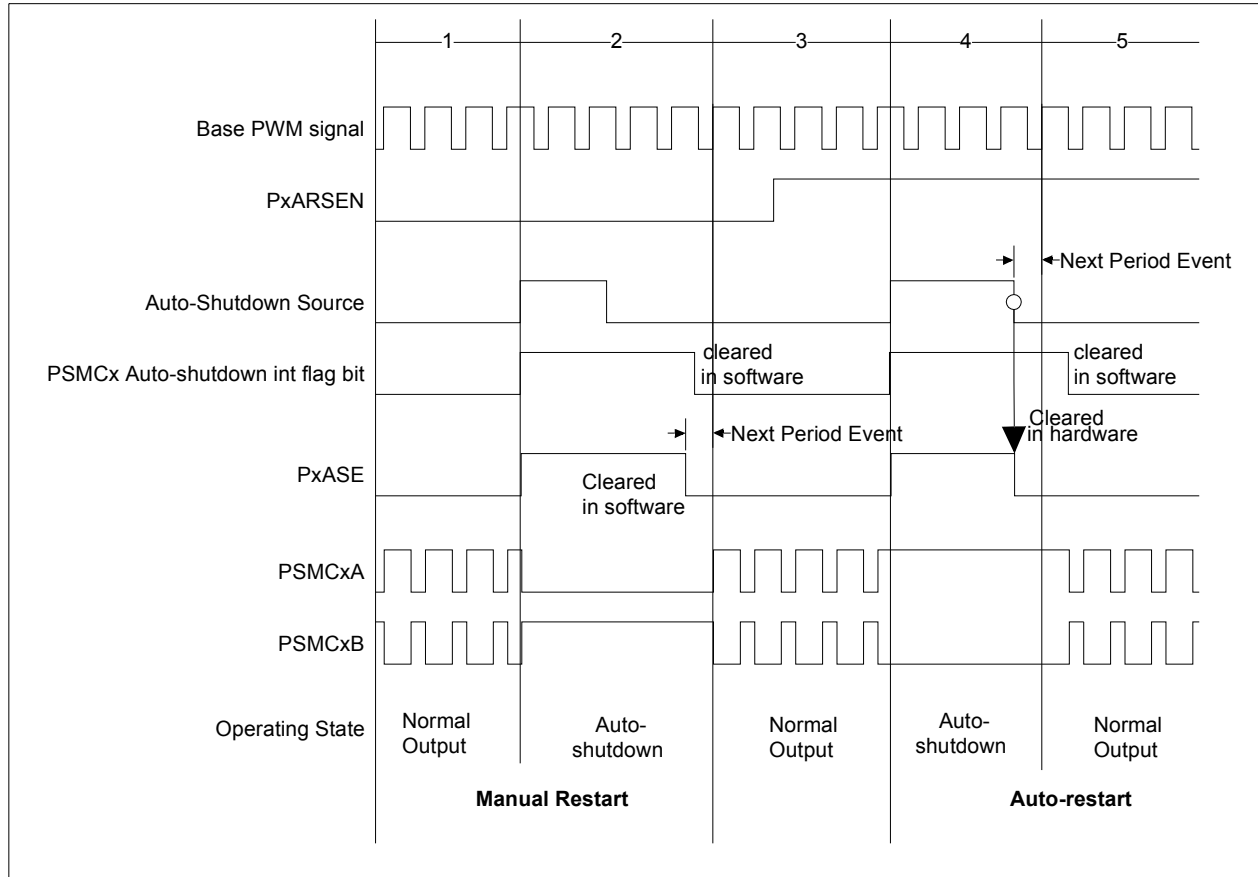 1 2 3 4 5
Base PWM signal
PxARSEN
Next Period Event
Auto-Shutdown Source
PSMCx Auto-shutdown int flag bit
cleared
in software
cleared
in software
Next Period Event
Cleared
in hardware
PxASE
Cleared
in software
PSMCxA
PSMCxB
Operating State
Normal
Output
Auto-
shutdown
Normal
Output
Auto-
shutdown
Normal
Output
Manual Restart
Auto-restart